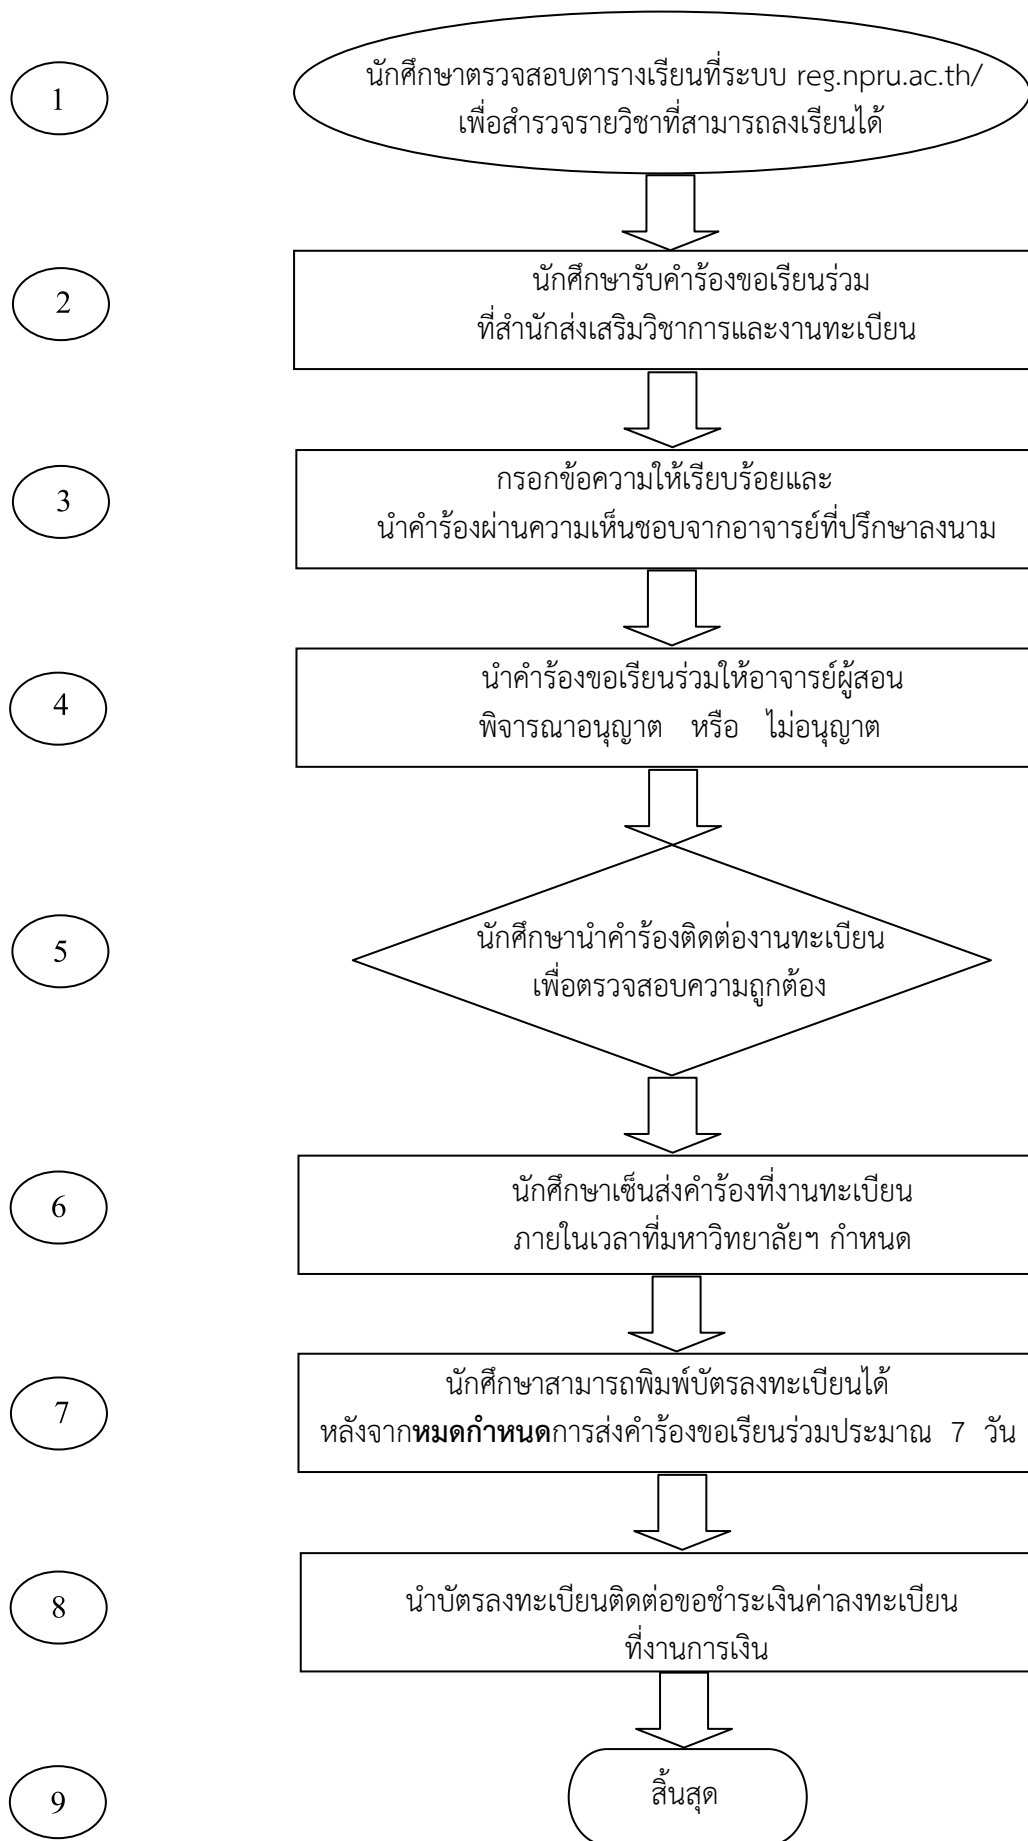 1
นักศึกษาตรวจสอบตารางเรียนที่ระบบ reg.npru.ac.th/
เพื่อสำรวจรายวิชาที่สามารถลงเรียนได้
2
นักศึกษารับคำร้องขอเรียนร่วม
ที่สำนักส่งเสริมวิชาการและงานทะเบียน
3
กรอกข้อความให้เรียบร้อยและ
นำคำร้องผ่านความเห็นชอบจากอาจารย์ที่ปรึกษาลงนาม
4
นำคำร้องขอเรียนร่วมให้อาจารย์ผู้สอน
พิจารณาอนุญาต หรือ ไม่อนุญาต
5
นักศึกษานำคำร้องติดต่องานทะเบียน
เพื่อตรวจสอบความถูกต้อง
6
นักศึกษาเซ็นส่งคำร้องที่งานทะเบียน
ภายในเวลาที่มหาวิทยาลัยฯ กำหนด
7
นักศึกษาสามารถพิมพ์บัตรลงทะเบียนได้
หลังจากหมดกำหนดการส่งคำร้องขอเรียนร่วมประมาณ 7 วัน
8
นำบัตรลงทะเบียนติดต่อขอชำระเงินค่าลงทะเบียน
ที่งานการเงิน
9
สิ้นสุด